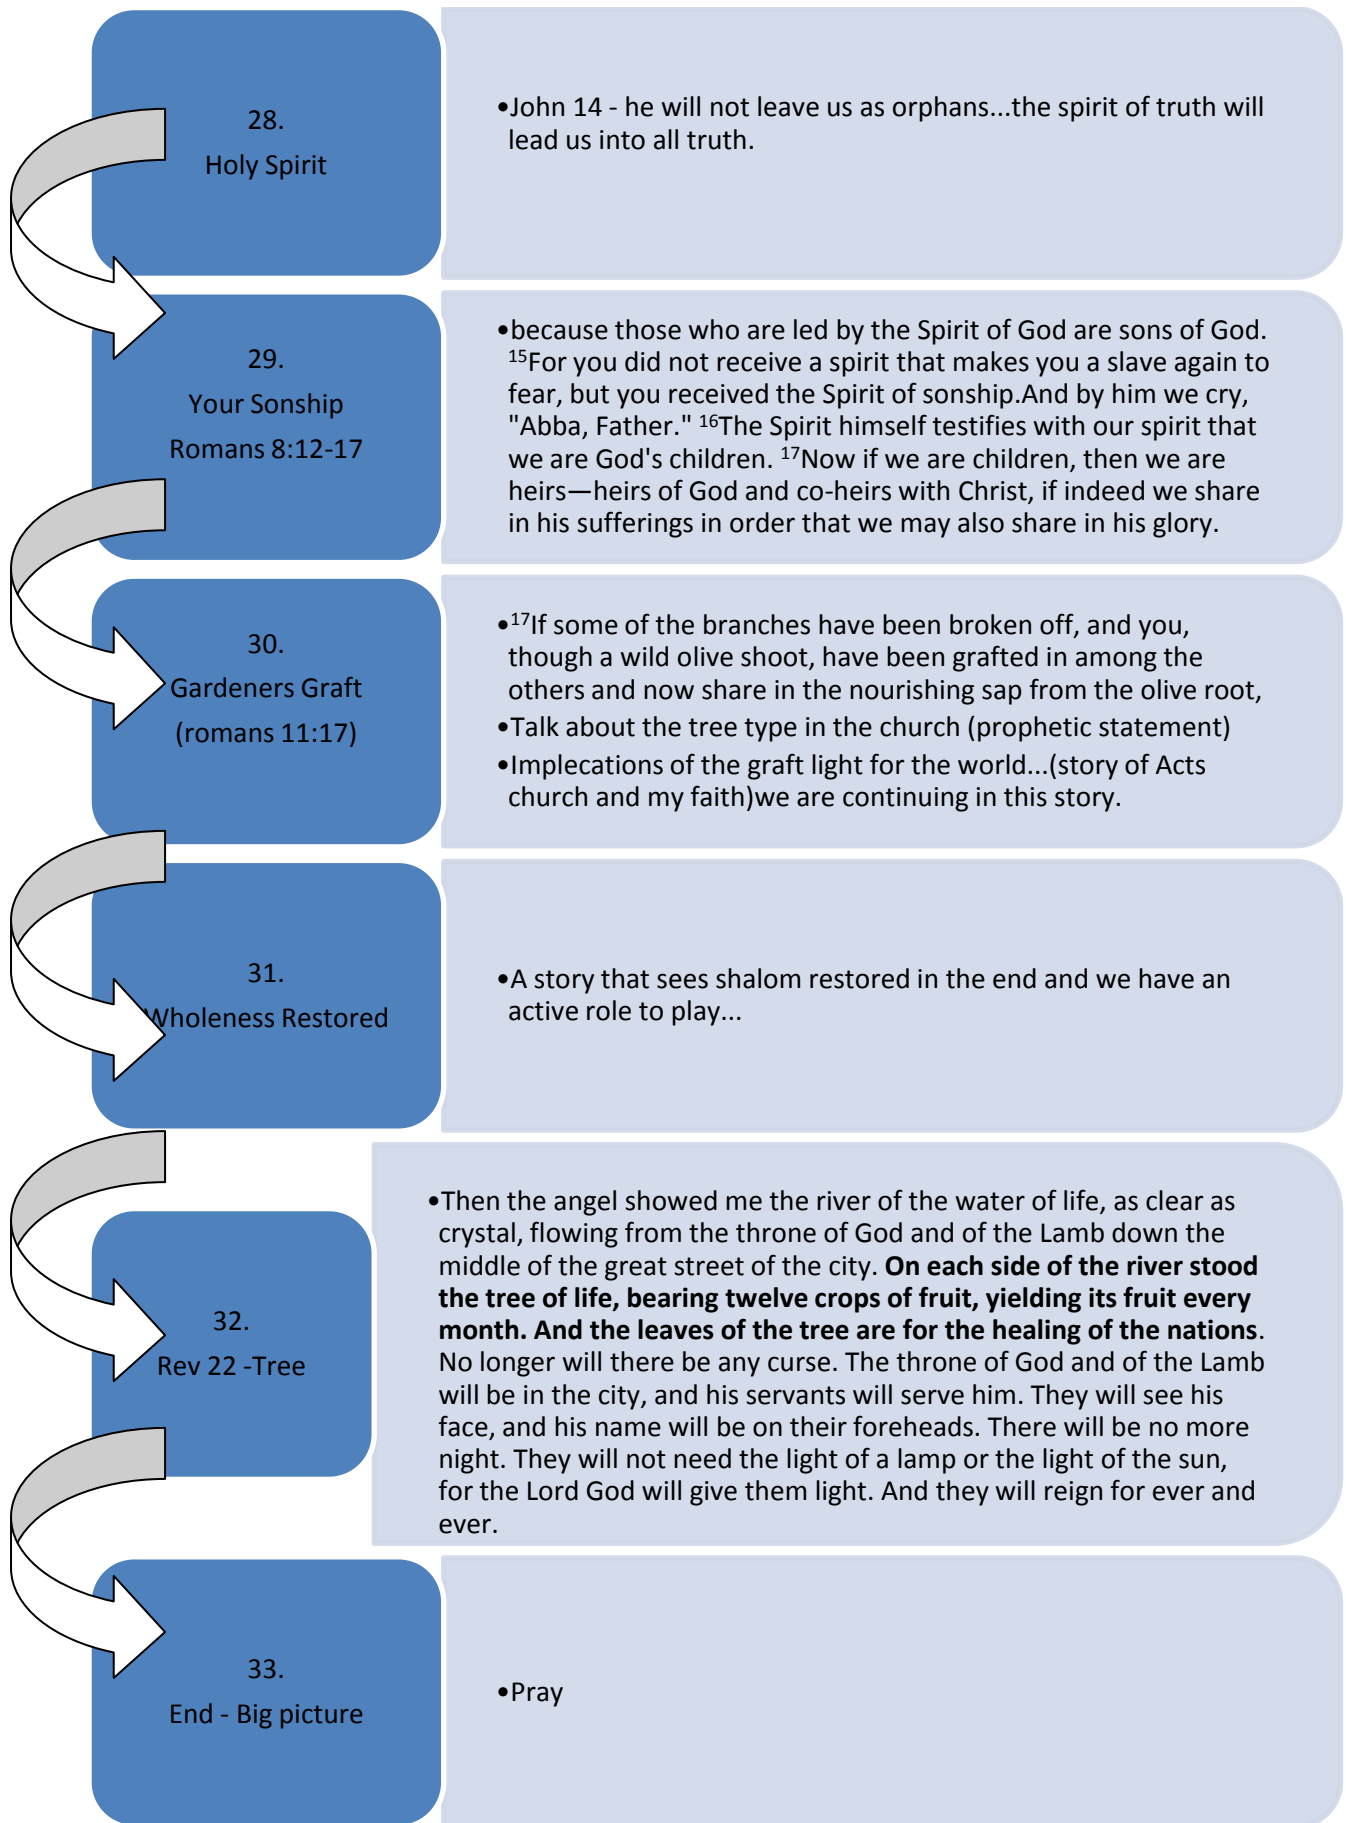 28.
Holy Spirit
•John 14 - he will not leave us as orphans...the spirit of truth will
lead us into all truth.
29.
Your Sonship
Romans 8:12-17
•because those who are led by the Spirit of God are sons of God.
¹⁵For you did not receive a spirit that makes you a slave again to
fear, but you received the Spirit of sonship.And by him we cry,
"Abba, Father." ¹⁶The Spirit himself testifies with our spirit that
we are God's children. ¹⁷Now if we are children, then we are
heirs—heirs of God and co-heirs with Christ, if indeed we share
in his sufferings in order that we may also share in his glory.
30.
Gardeners Graft
(romans 11:17)
•¹⁷If some of the branches have been broken off, and you,
though a wild olive shoot, have been grafted in among the
others and now share in the nourishing sap from the olive root,
•Talk about the tree type in the church (prophetic statement)
•Implecations of the graft light for the world...(story of Acts
church and my faith)we are continuing in this story.
31.
Wholeness Restored
•A story that sees shalom restored in the end and we have an
active role to play...
32.
Rev 22 -Tree
•Then the angel showed me the river of the water of life, as clear as
crystal, flowing from the throne of God and of the Lamb down the
middle of the great street of the city. On each side of the river stood
the tree of life, bearing twelve crops of fruit, yielding its fruit every
month. And the leaves of the tree are for the healing of the nations.
No longer will there be any curse. The throne of God and of the Lamb
will be in the city, and his servants will serve him. They will see his
face, and his name will be on their foreheads. There will be no more
night. They will not need the light of a lamp or the light of the sun,
for the Lord God will give them light. And they will reign for ever and
ever.
33.
End - Big picture
•Pray